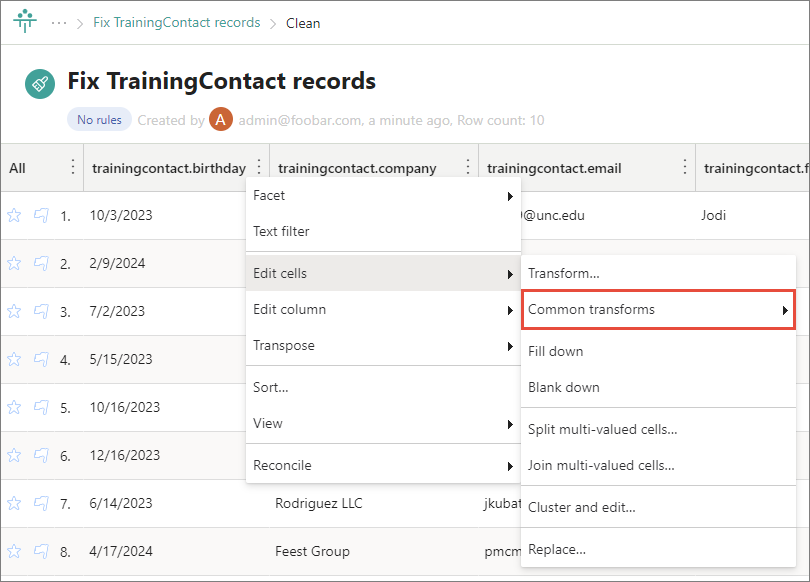 ··· > Fix TrainingContact records > Clean
Fix TrainingContact records
No rules Created by A admin@foobar.com, a minute ago, Row count: 10
All trainingcontact.birthday trainingcontact.company trainingcontact.email trainingcontact.f
1. 10/3/2023 9@unc.edu Jodi
2. 2/9/2024
3. 7/2/2023
4. 5/15/2023
5. 10/16/2023
6. 12/16/2023
7. 6/14/2023 Rodriguez LLC jkubat
8. 4/17/2024 Feest Group pmcm
Facet
Text filter
Edit cells
Edit column
Transpose
Sort...
View
Reconcile
Transform...
Common transforms
Fill down
Blank down
Split multi-valued cells...
Join multi-valued cells...
Cluster and edit...
Replace...